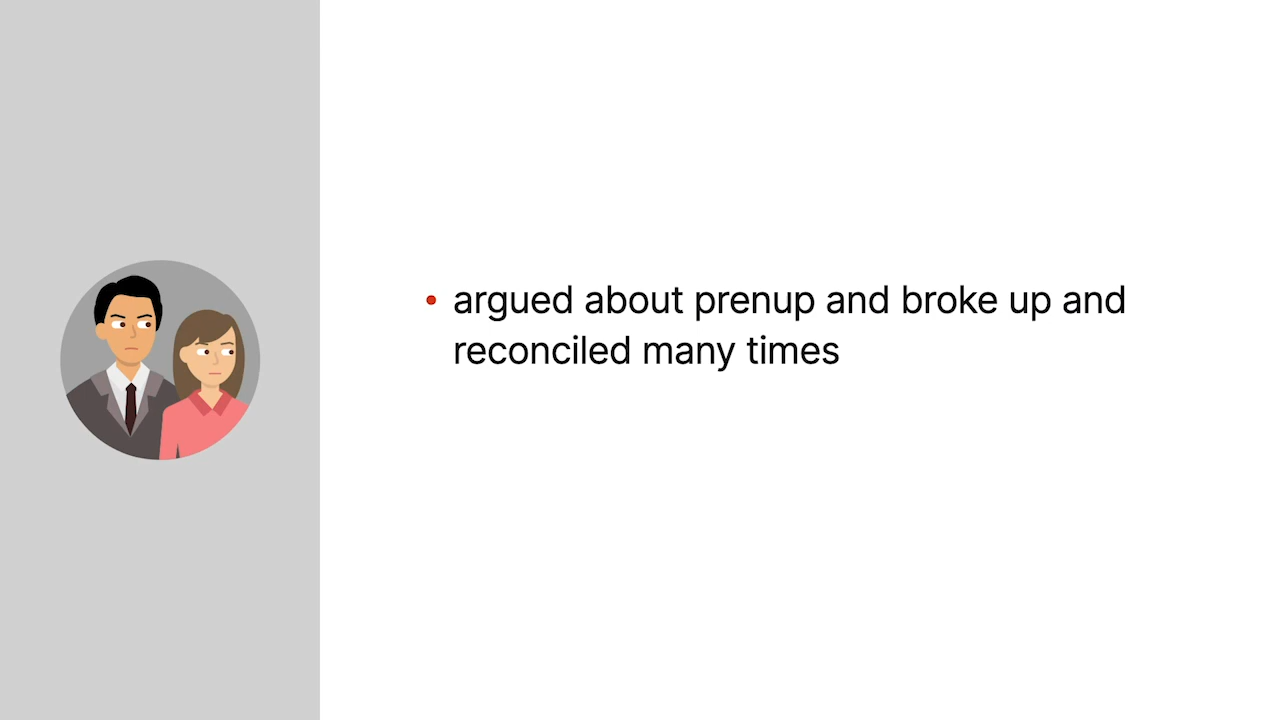 • argued about prenup and broke up and
reconciled many times